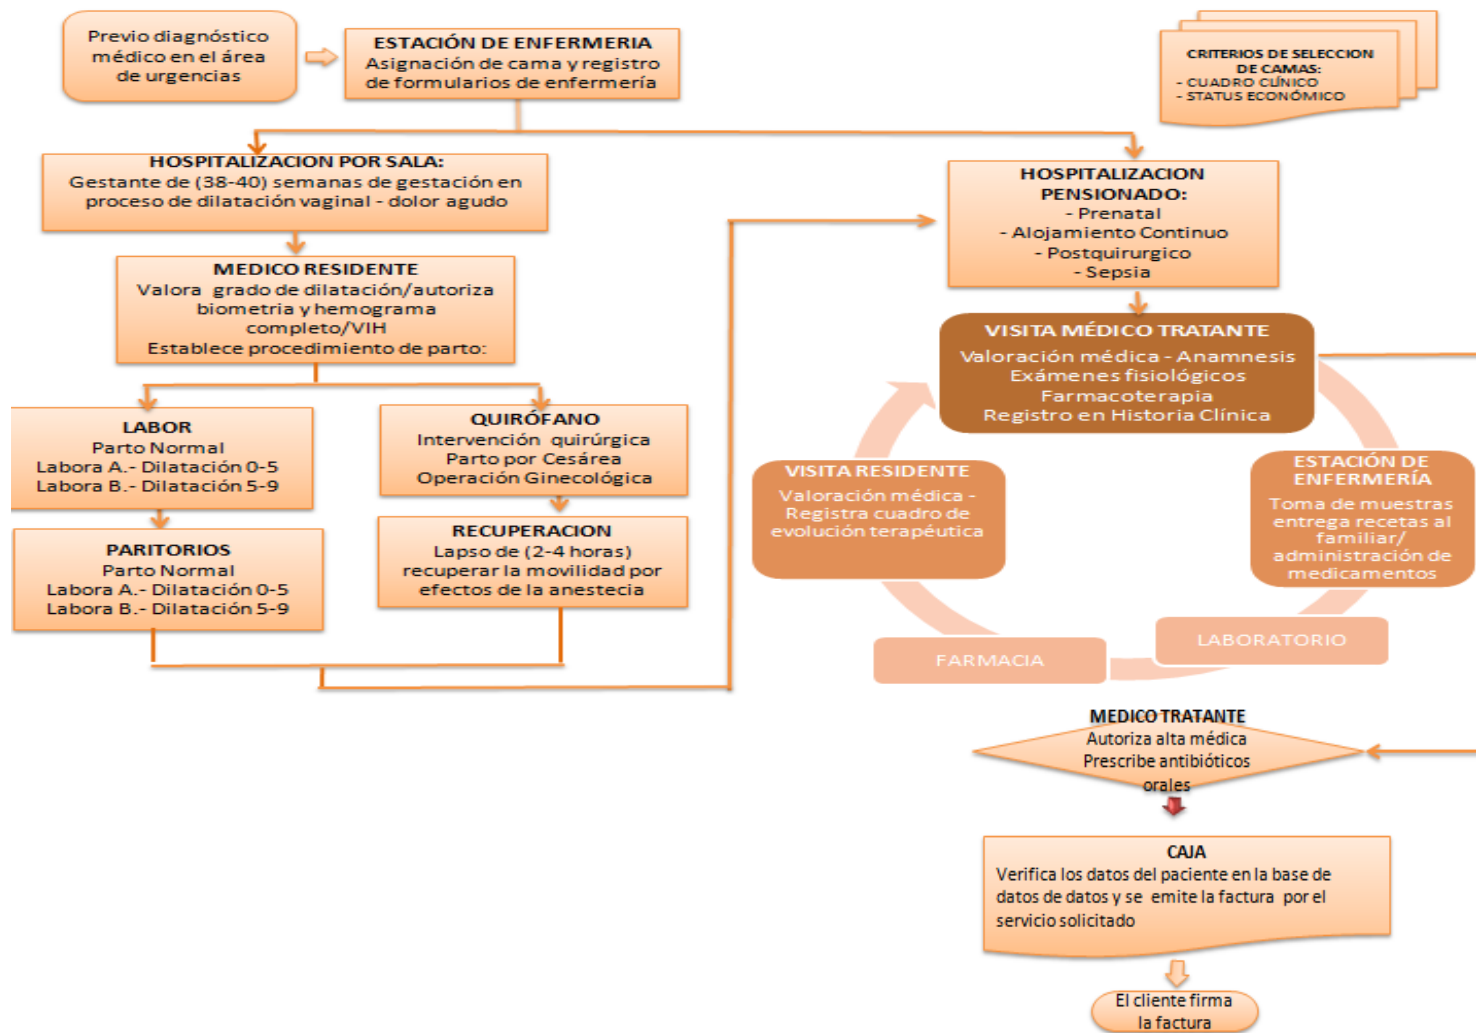 Previo diagnóstico
médico en el área
de urgencias
ESTACIÓN DE ENFERMERIA
Asignación de cama y registro
de formularios de enfermería
CRITERIOS DE SELECCION
DE CAMAS:
- CUADRO CLÍNICO
- STATUS ECONÓMICO
HOSPITALIZACION POR SALA:
Gestante de (38-40) semanas de gestación en
proceso de dilatación vaginal - dolor agudo
HOSPITALIZACION
PENSIONADO:
- Prenatal
- Alojamiento Continuo
- Postquirurgico
- Sepsia
MEDICO RESIDENTE
Valora grado de dilatación/autoriza
biometria y hemograma
completo/VIH
Establece procedimiento de parto:
LABOR
Parto Normal
Labora A.- Dilatación 0-5
Labora B.- Dilatación 5-9
QUIRÓFANO
Intervención quirúrgica
Parto por Cesárea
Operación Ginecológica
PARITORIOS
Parto Normal
Labora A.- Dilatación 0-5
Labora B.- Dilatación 5-9
RECUPERACION
Lapso de (2-4 horas)
recuperar la movilidad por
efectos de la anestecia
VISITA MÉDICO TRATANTE
Valoración médica - Anamnesis
Exámenes fisiológicos
Farmacoterapia
Registro en Historia Clínica
ESTACIÓN DE
ENFERMERÍA
Toma de muestras
entrega recetas al
familiar/
administración de
medicamentos
LABORATORIO
FARMACIA
VISITA RESIDENTE
Valoración médica -
Registra cuadro de
evolución terapéutica
MEDICO TRATANTE
Autoriza alta médica
Prescribe antibióticos
orales
CAJA
Verifica los datos del paciente en la base de
datos de datos y se emite la factura por el
servicio solicitado
El cliente firma
la factura